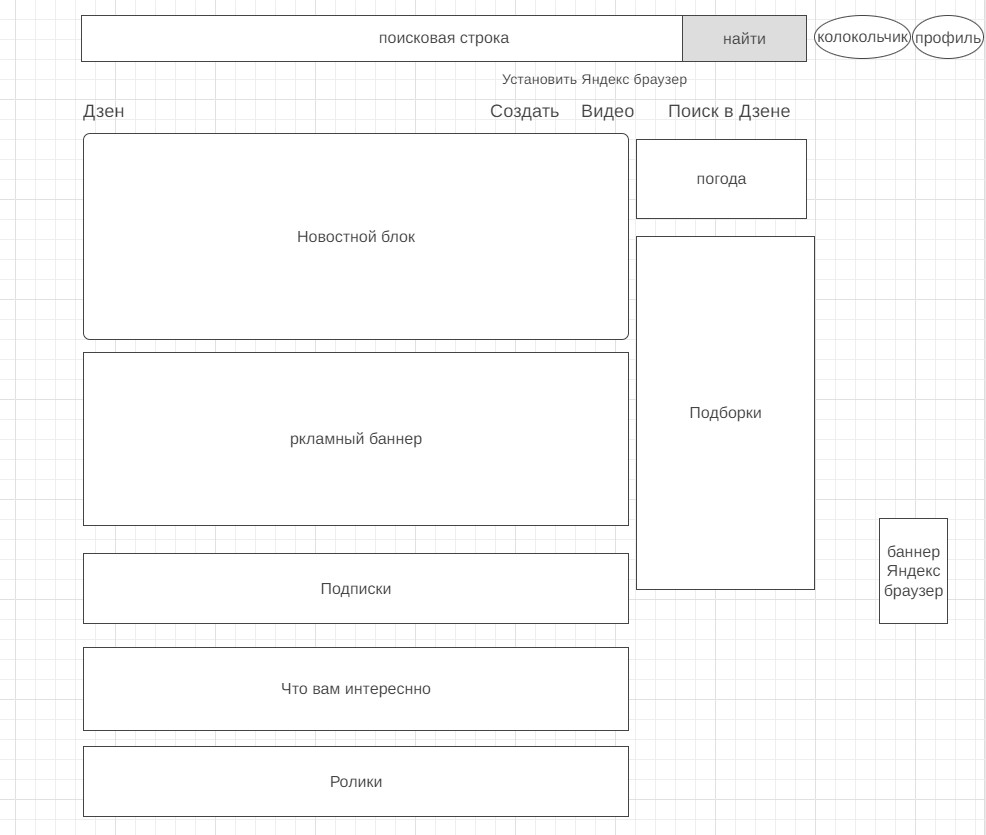 поисковая строка
найти
колокольчик
профиль
Установить Яндекс браузер
Дзен
Создать
Видео
Поиск в Дзене
Новостной блок
погода
Подборки
ркламный баннер
баннер
Яндекс
браузер
Подписки
Что вам интереснно
Ролики